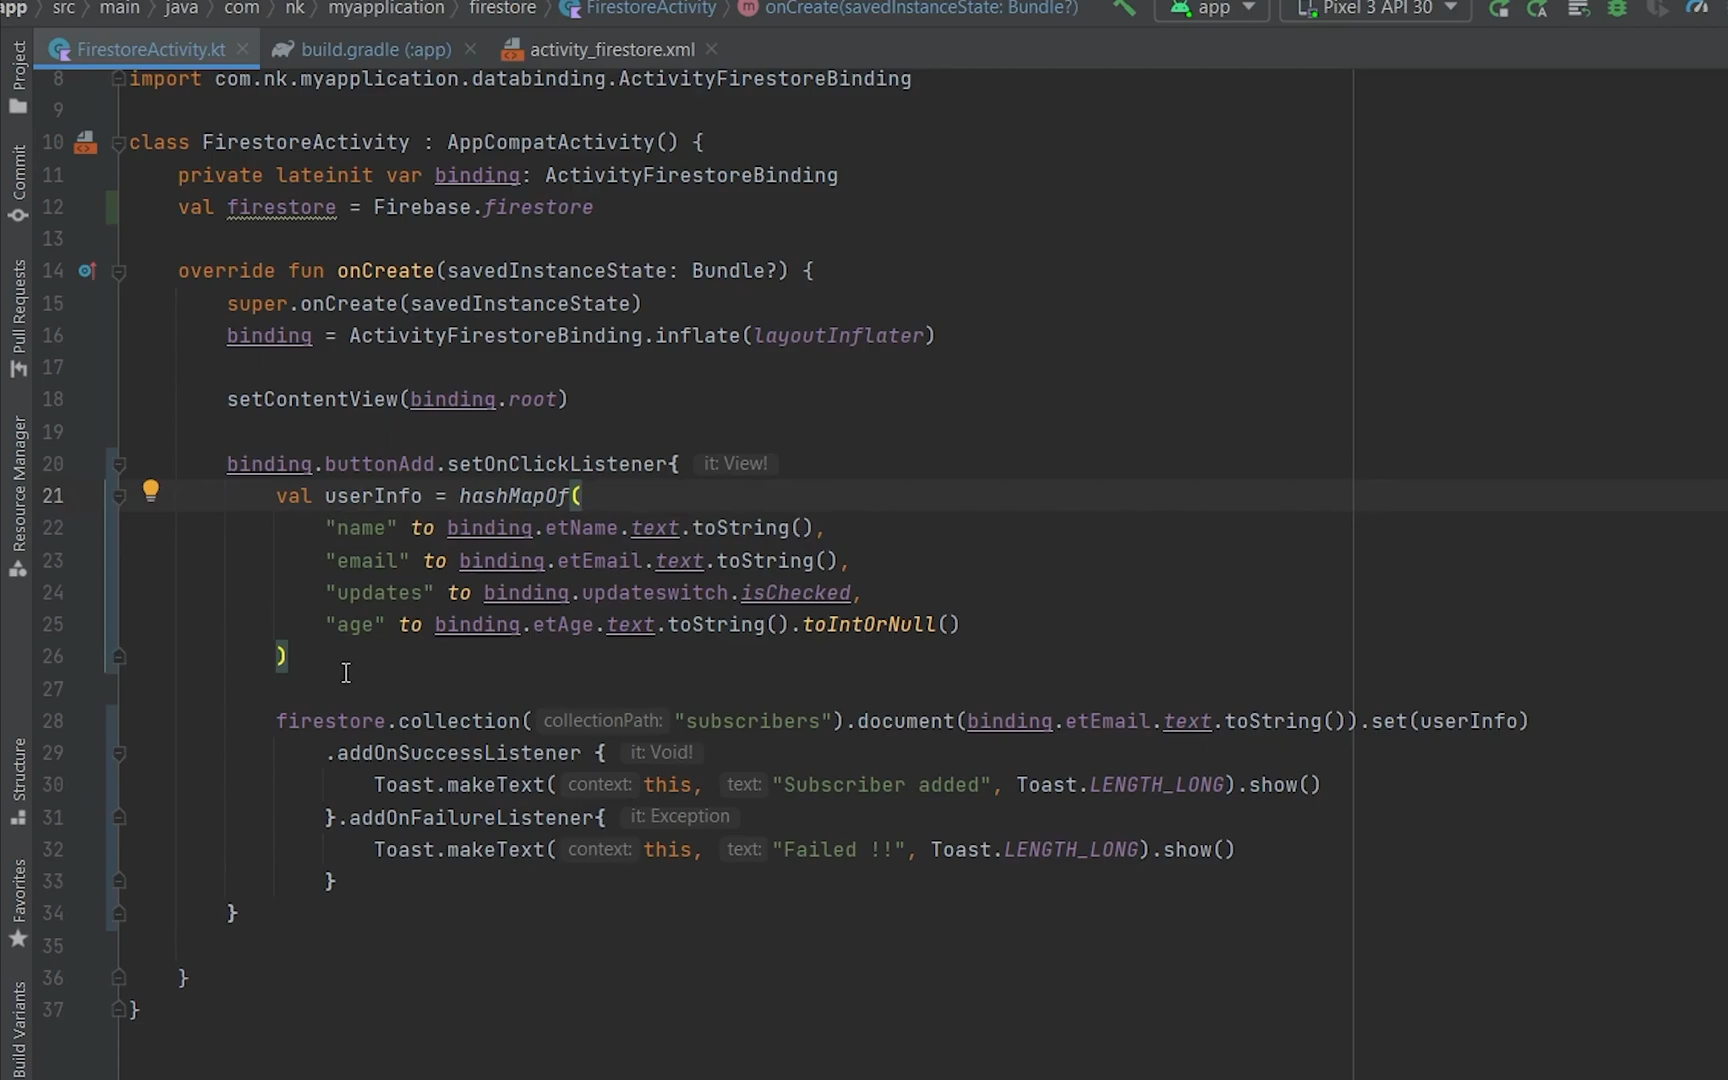 app src main java com nk myapplication firestore FirestoreActivity onCreate(savedInstanceState: Bundle?) app Pixel 3 API 30
FirestoreActivity.kt build.gradle (:app) activity_firestore.xml
Project
Commit
Pull Requests
Resource Manager
Structure
Favorites
Build Variants
8 import com.nk.myapplication.databinding.ActivityFirestoreBinding
9
10 class FirestoreActivity : AppCompatActivity() {
11 private lateinit var binding: ActivityFirestoreBinding
12 val firestore = Firebase.firestore
13
14 override fun onCreate(savedInstanceState: Bundle?) {
15 super.onCreate(savedInstanceState)
16 binding = ActivityFirestoreBinding.inflate(layoutInflater)
17
18 setContentView(binding.root)
19
20 binding.buttonAdd.setOnClickListener{ it: View!
21 val userInfo = hashMapOf(
22 "name" to binding.etName.text.toString(),
23 "email" to binding.etEmail.text.toString(),
24 "updates" to binding.updateswitch.isChecked,
25 "age" to binding.etAge.text.toString().toIntOrNull()
26 )
27
28 firestore.collection( collectionPath: "subscribers").document(binding.etEmail.text.toString()).set(userInfo)
29 .addOnSuccessListener { it: Void!
30 Toast.makeText( context: this, text: "Subscriber added", Toast.LENGTH_LONG).show()
31 }.addOnFailureListener{ it: Exception
32 Toast.makeText( context: this, text: "Failed !!", Toast.LENGTH_LONG).show()
33 }
34 }
35
36 }
37 }